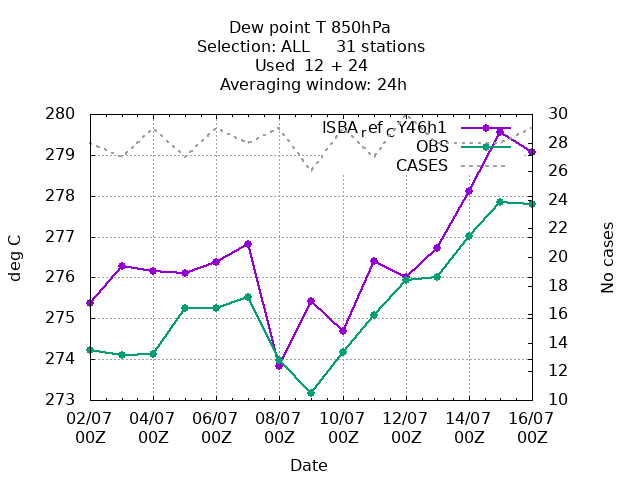 Dew point T 850hPa
Selection: ALL     31 stations
Used  12 + 24
Averaging window: 24h
280
279
278
277
276
275
274
273
deg C
30
28
26
24
22
20
18
16
14
12
10
No cases
ISBA_ref_CY46h1
OBS
CASES
02/07 04/07 06/07 08/07 10/07 12/07 14/07 16/07
00Z 00Z 00Z 00Z 00Z 00Z 00Z 00Z
Date